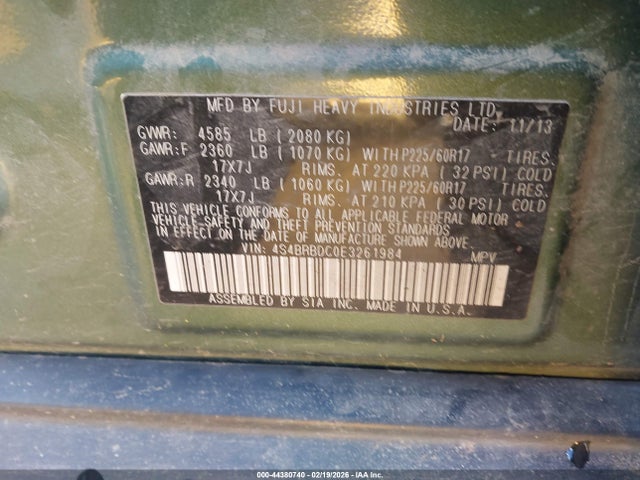 MFD BY FUJI HEAVY INDUSTRIES LTD.
DATE: 11/13
GVWR: 4585 LB (2080 KG)
GAWR:F 2360 LB (1070 KG) WITH P225/60R17 TIRES.
17X7J RIMS. AT 220 KPA (32 PSI) COLD
GAWR:R 2340 LB (1060 KG) WITH P225/60R17 TIRES.
17X7J RIMS. AT 210 KPA (30 PSI) COLD
THIS VEHICLE CONFORMS TO ALL APPLICABLE FEDERAL MOTOR
VEHICLE SAFETY AND THEFT PREVENTION STANDARDS
IN EFFECT ON THE DATE OF MANUFACTURE SHOWN ABOVE.
VIN: 4S4BRBDC0E3261984 MPV
ASSEMBLED BY SIA INC. MADE IN U.S.A.
000-44380740 - 02/19/2026 - IAA Inc.